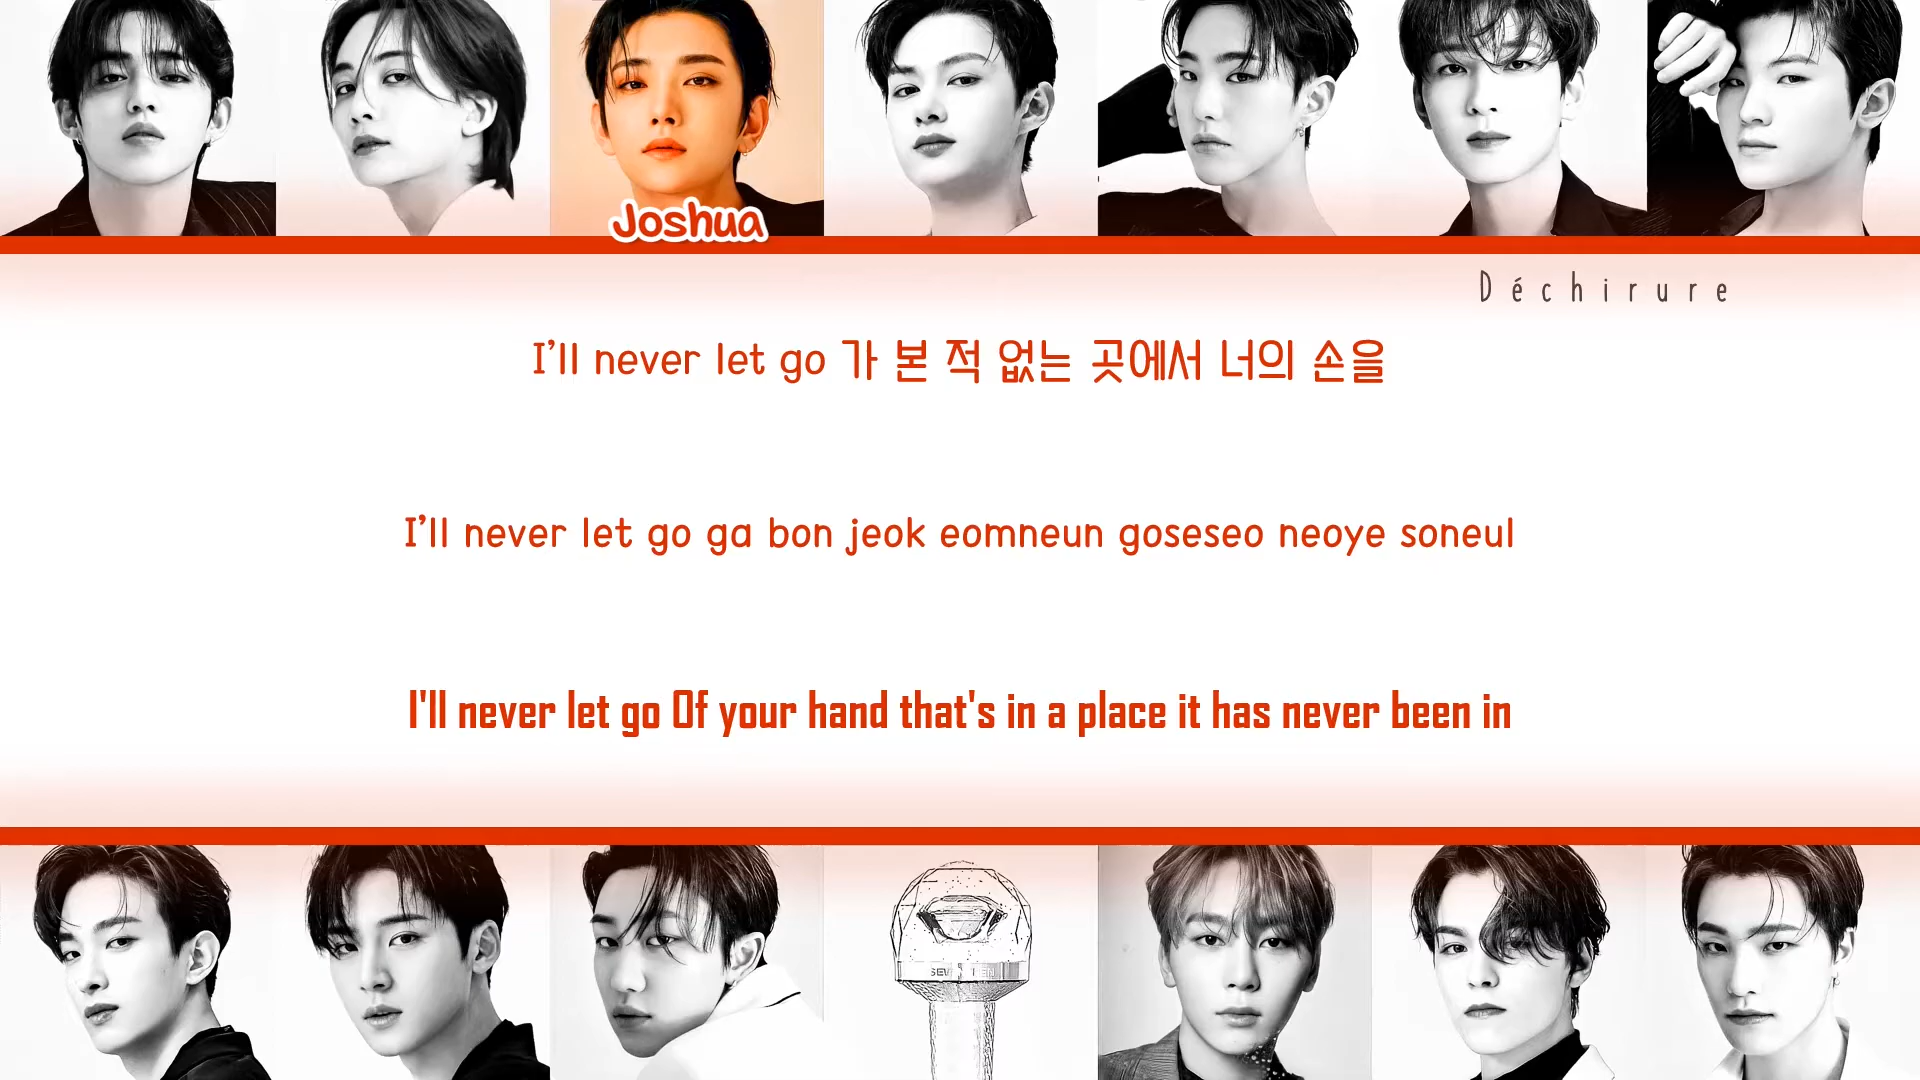 Joshua
Déchirure
I'll never let go 가 본 적 없는 곳에서 너의 손을
I'll never let go ga bon jeok eomneun goseseo neoye soneul
I'll never let go Of your hand that's in a place it has never been in